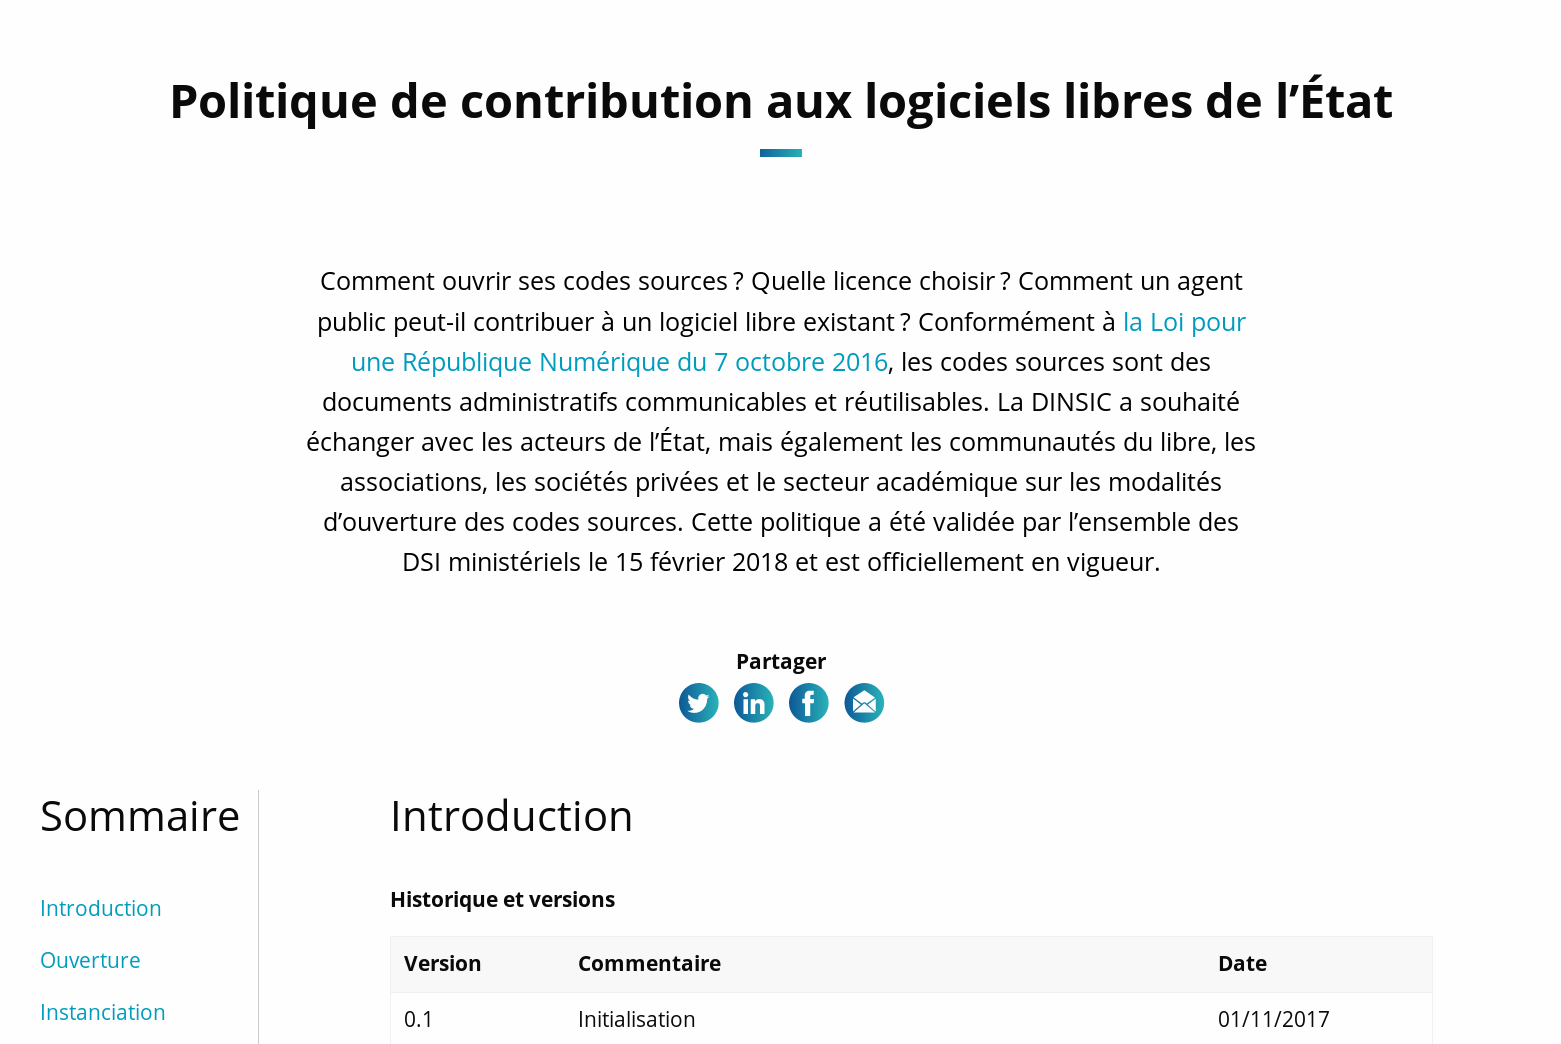 Politique de contribution aux logiciels libres de l’État
Comment ouvrir ses codes sources ? Quelle licence choisir ? Comment un agent
public peut-il contribuer à un logiciel libre existant ? Conformément à la Loi pour
une République Numérique du 7 octobre 2016, les codes sources sont des
documents administratifs communicables et réutilisables. La DINSIC a souhaité
échanger avec les acteurs de l’État, mais également les communautés du libre, les
associations, les sociétés privées et le secteur académique sur les modalités
d’ouverture des codes sources. Cette politique a été validée par l’ensemble des
DSI ministériels le 15 février 2018 et est officiellement en vigueur.
Partager
Sommaire
Introduction
Ouverture
Instanciation
Introduction
Historique et versions
Version Commentaire Date
0.1 Initialisation 01/11/2017